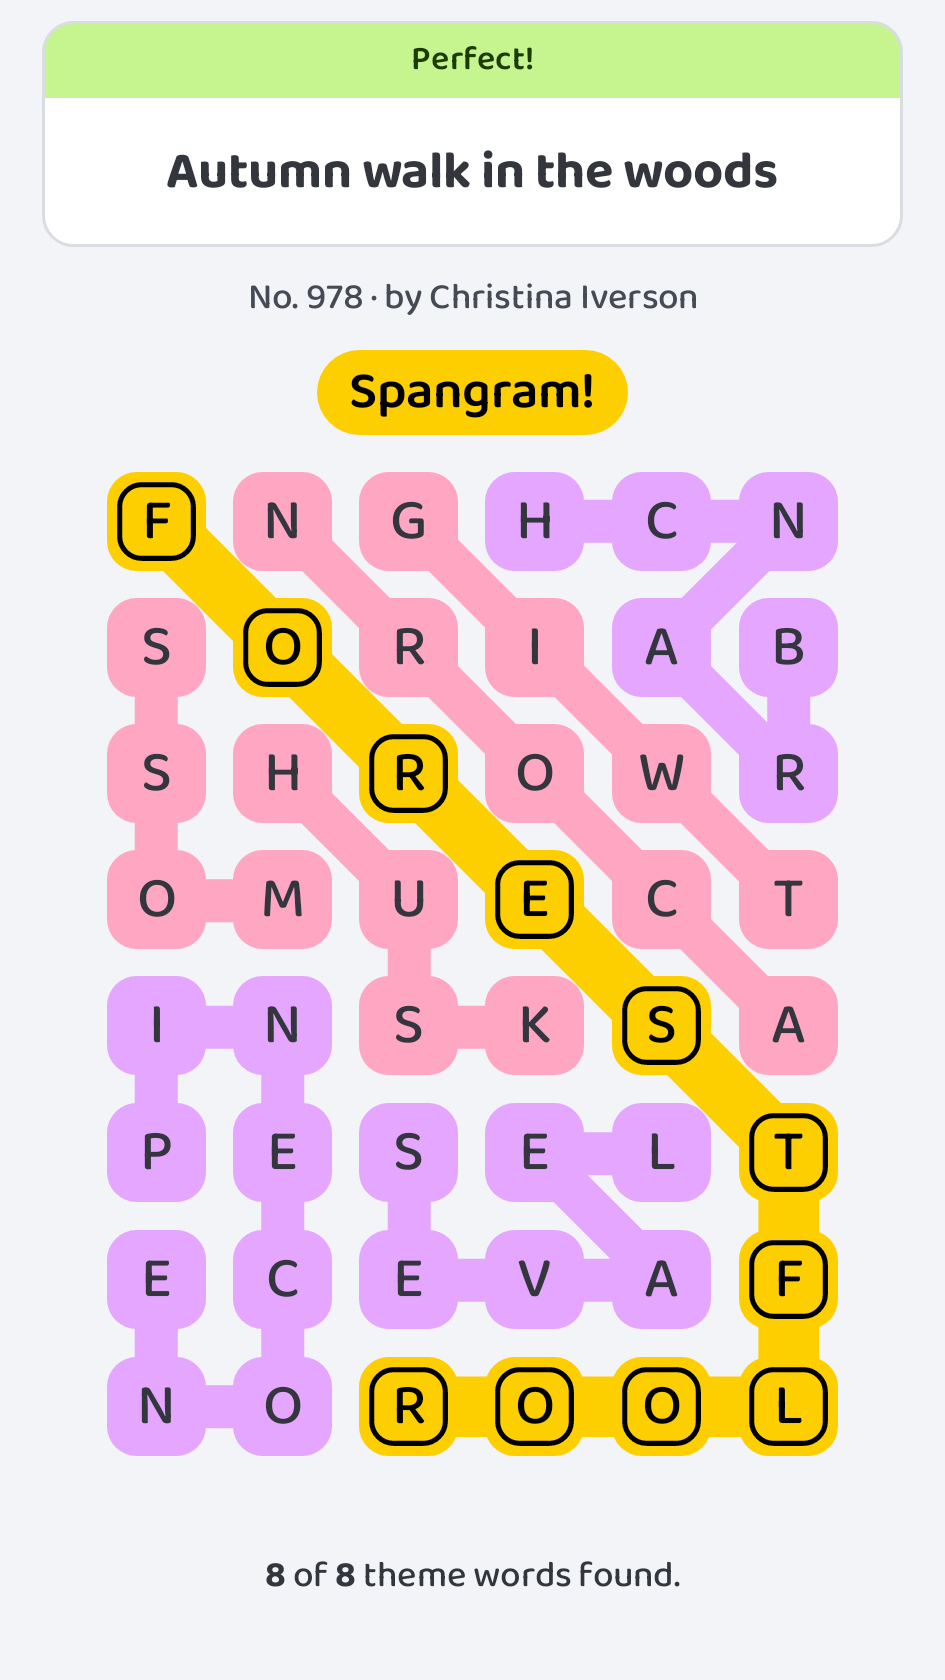 Perfect!
Autumn walk in the woods
No. 978 · by Christina Iverson
Spangram!
F N G H C N
S O R I A B
S H R O W R
O M U E C T
I N S K S A
P E S E L T
E C E V A F
N O R O O L
8 of 8 theme words found.